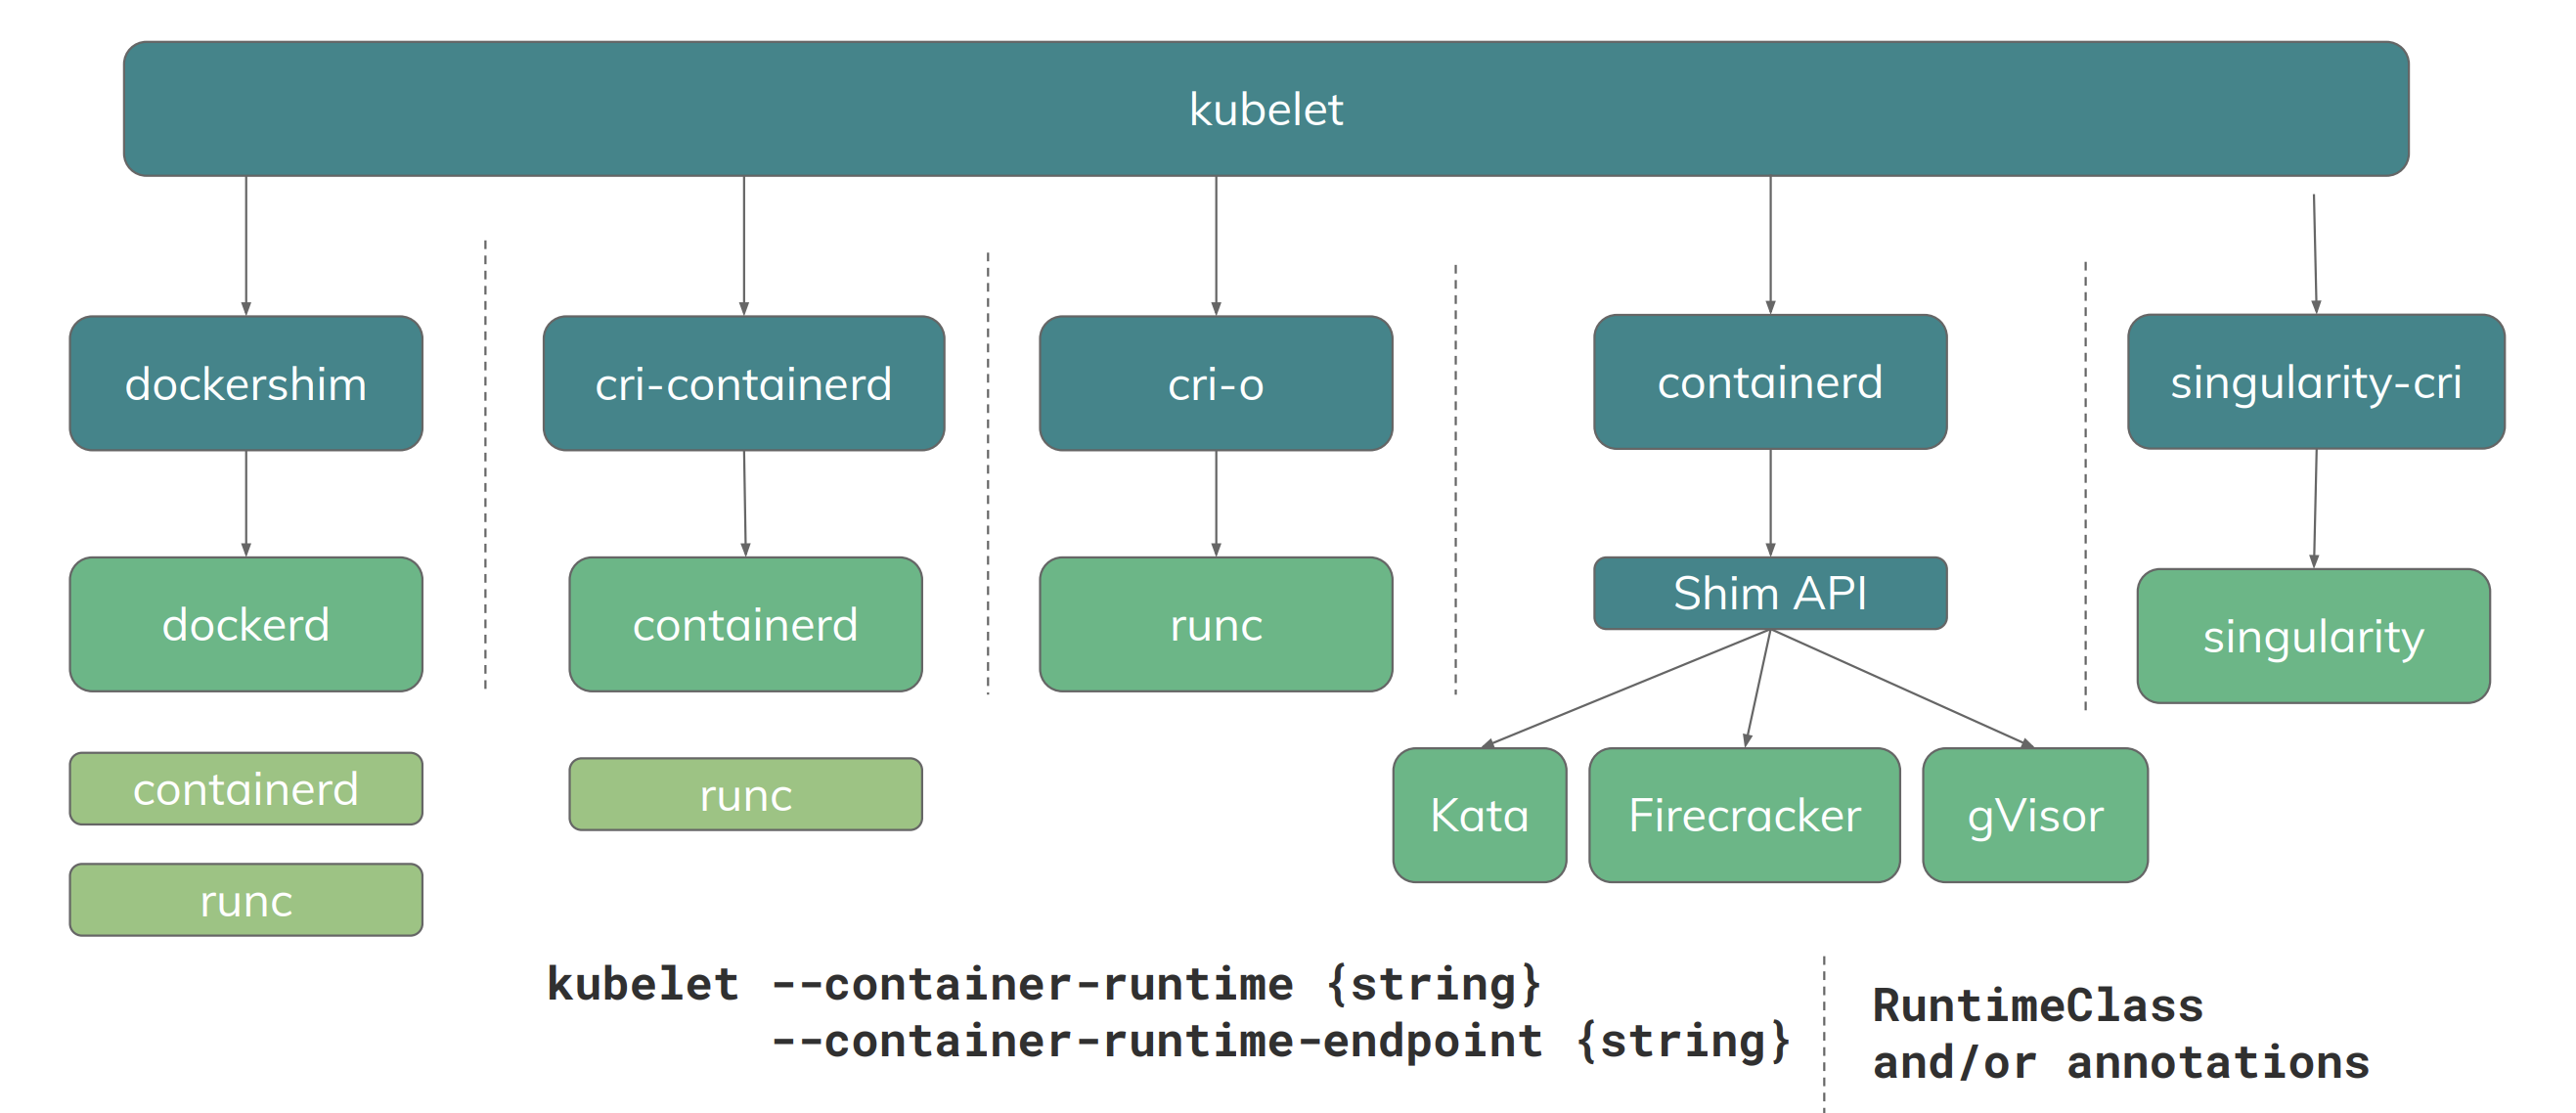 kubelet
dockershim
cri-containerd
cri-o
containerd
singularity-cri
dockerd
containerd
runc
Shim API
singularity
containerd
runc
Kata
Firecracker
gVisor
runc
kubelet --container-runtime {string}
--container-runtime-endpoint {string}
RuntimeClass
and/or annotations